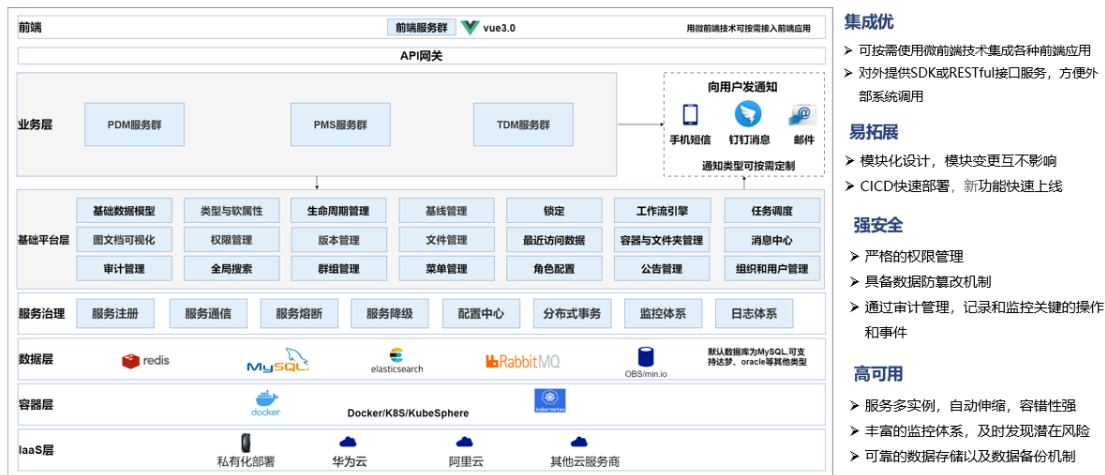 前端
前端服务群
vue3.0
用微前端技术可按需接入前端应用
API网关
业务层
PDM服务群
PMS服务群
TDM服务群
向用户发通知
手机短信
钉钉消息
邮件
通知类型可按需定制
基础平台层
基础数据模型
类型与软属性
生命周期管理
基线管理
锁定
工作流引擎
任务调度
图文档可视化
权限管理
版本管理
文件管理
最近访问数据
容器与文件夹管理
消息中心
审计管理
全局搜索
群组管理
菜单管理
角色配置
公告管理
组织和用户管理
服务治理
服务注册
服务通信
服务熔断
服务降级
配置中心
分布式事务
监控体系
日志体系
数据层
redis
MySQL
elasticsearch
RabbitMQ
OBS/min.io
默认数据库为MySQL,可支
持达梦、oracle等其他类型
容器层
docker
Docker/K8S/KubeSphere
kubernetes
IaaS层
私有化部署
华为云
阿里云
其他云服务商
集成优
➢ 可按需使用微前端技术集成各种前端应用
➢ 对外提供SDK或RESTful接口服务，方便外
部系统调用
易拓展
➢ 模块化设计，模块变更互不影响
➢ CICD快速部署，新功能快速上线
强安全
➢ 严格的权限管理
➢ 具备数据防篡改机制
➢ 通过审计管理，记录和监控关键的操作
和事件
高可用
➢ 服务多实例，自动伸缩，容错性强
➢ 丰富的监控体系，及时发现潜在风险
➢ 可靠的数据存储以及数据备份机制